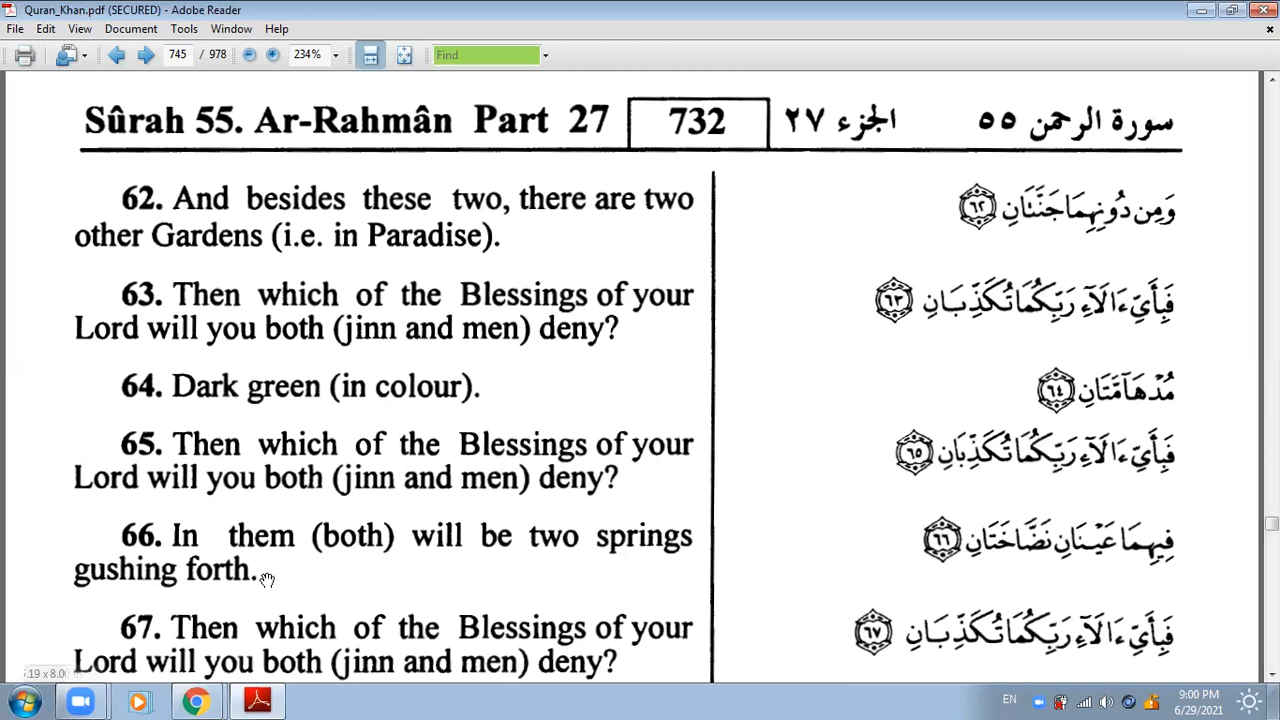 Quran_Khan.pdf (SECURED) - Adobe Reader
File Edit View Document Tools Window Help
745 / 978 234% Find
Sûrah 55. Ar-Rahmân Part 27 732 الجزء ٢٧ سورة الرحمن ٥٥
62. And besides these two, there are two
other Gardens (i.e. in Paradise).
وَمِن دُونِهِمَا جَنَّتَانِ ٦٢
63. Then which of the Blessings of your
Lord will you both (jinn and men) deny?
فَبِأَيِّ ءَالَآءِ رَبِّكُمَا تُكَذِّبَانِ ٦٣
64. Dark green (in colour).
مُدْهَآمَّتَانِ ٦٤
65. Then which of the Blessings of your
Lord will you both (jinn and men) deny?
فَبِأَيِّ ءَالَآءِ رَبِّكُمَا تُكَذِّبَانِ ٦٥
66. In them (both) will be two springs
gushing forth.
فِيهِمَا عَيْنَانِ نَضَّاخَتَانِ ٦٦
67. Then which of the Blessings of your
Lord will you both (jinn and men) deny?
فَبِأَيِّ ءَالَآءِ رَبِّكُمَا تُكَذِّبَانِ ٦٧
EN 9:00 PM
6/29/2021